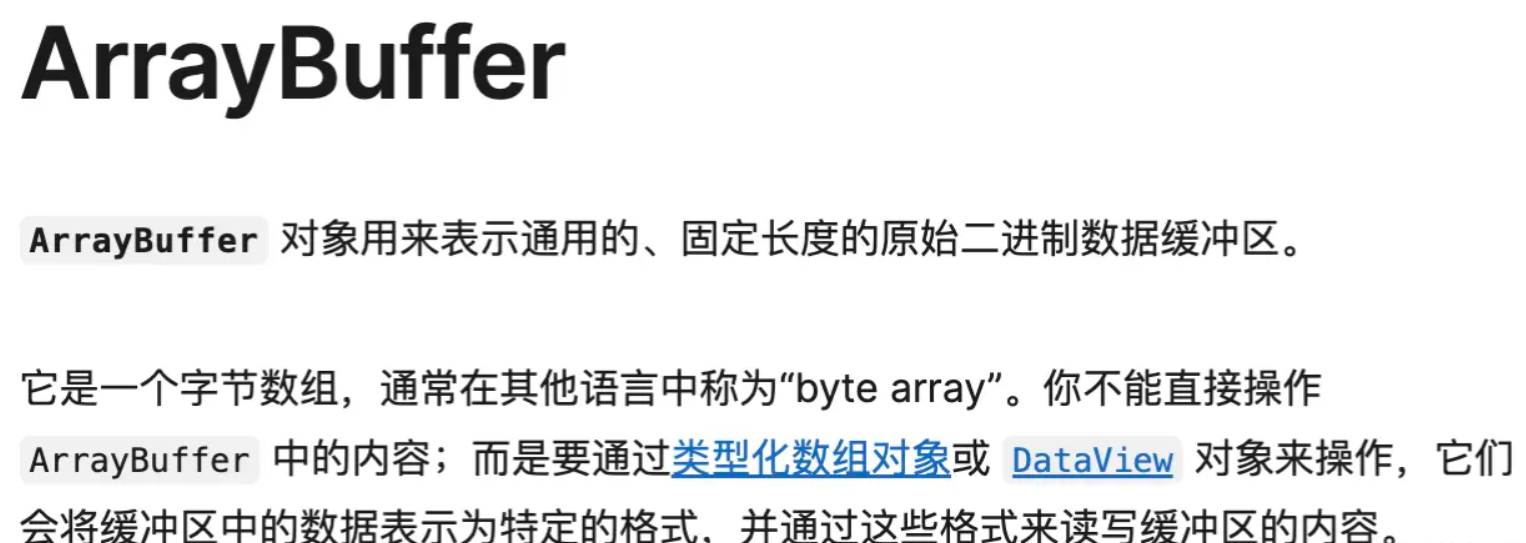 ArrayBuffer
ArrayBuffer 对象用来表示通用的、固定长度的原始二进制数据缓冲区。
它是一个字节数组，通常在其他语言中称为“byte array”。你不能直接操作
ArrayBuffer 中的内容；而是要通过类型化数组对象或 DataView 对象来操作，它们
会将缓冲区中的数据表示为特定的格式，并通过这些格式来读写缓冲区的内容。